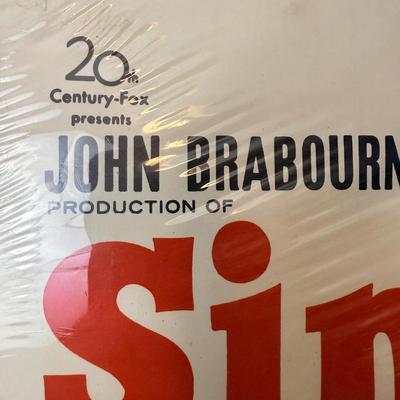 20th
Century-Fox
presents
JOHN BRABOURN
PRODUCTION OF
Sin